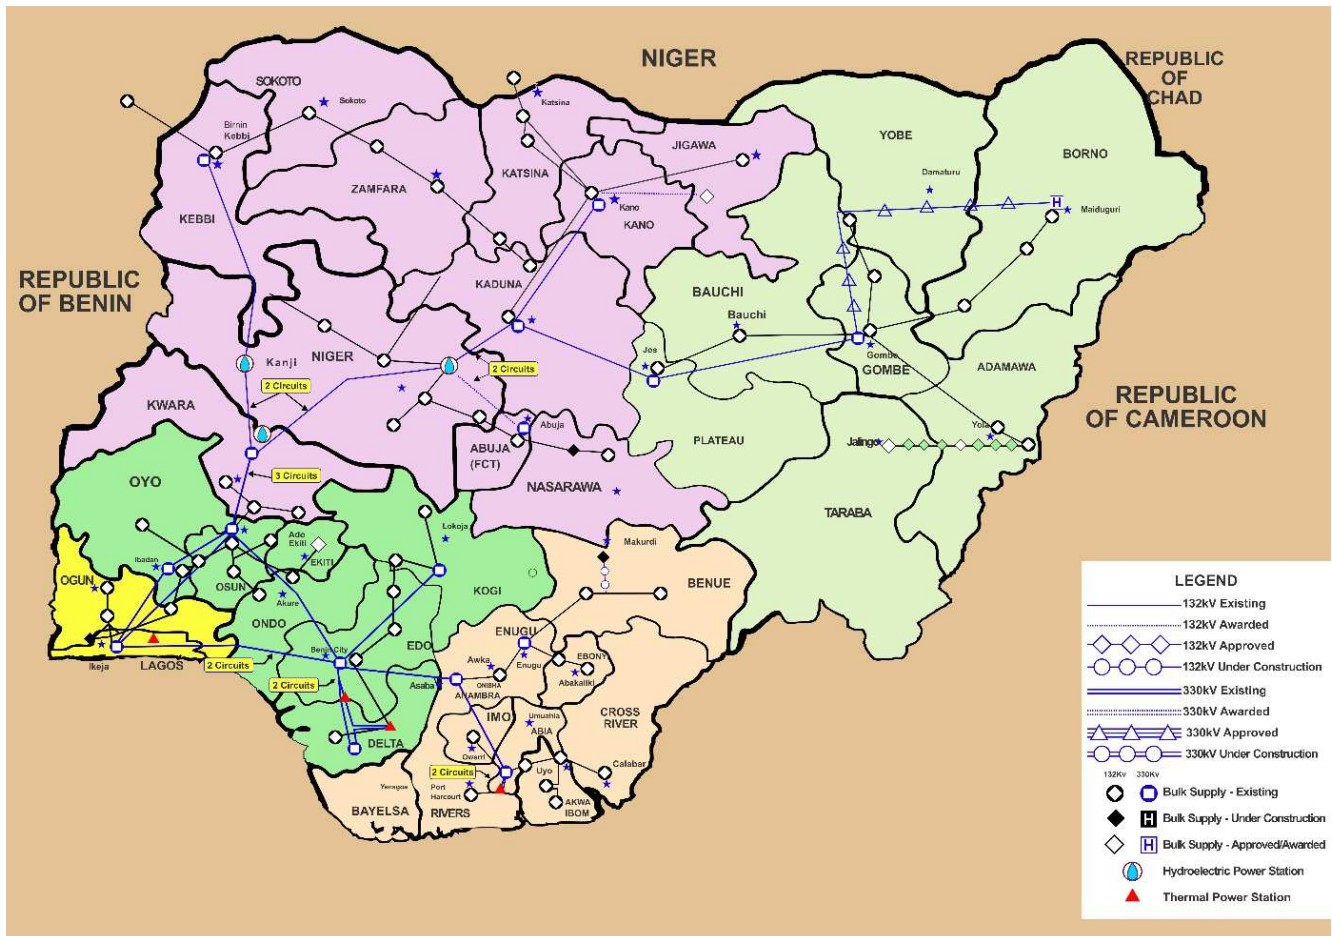 NIGER
REPUBLIC
OF
CHAD
SOKOTO
Sokoto
Katsina
Birnin
Kebbi
YOBE
JIGAWA
BORNO
KATSINA
ZAMFARA
Damaturu
KEBBI
Kano
KANO
Maiduguri
REPUBLIC
OF BENIN
KADUNA
BAUCHI
Bauchi
Jos
Gombe
GOMBE
ADAMAWA
Kanji
NIGER
2 Circuits
2 Circuits
REPUBLIC
OF CAMEROON
KWARA
Abuja
ABUJA
(FCT)
PLATEAU
Yola
Jalingo
3 Circuits
OYO
NASARAWA
TARABA
Lokoja
Ado
Ekiti
EKITI
Makurdi
Ibadan
OGUN
OSUN
KOGI
BENUE
Akure
ONDO
ENUGU
EDO
Benin City
Enugu
EBONY
Awka
Abakaliki
Ikeja
LAGOS
2 Circuits
2 Circuits
Asaba
ONISHA
ANAMBRA
IMO
Umuahia
ABIA
CROSS
RIVER
DELTA
Owerri
2 Circuits
Uyo
Calabar
Yenagoa
Port
Harcourt
BAYELSA
RIVERS
AKWA
IBOM
LEGEND
132kV Existing
132kV Awarded
132kV Approved
132kV Under Construction
330kV Existing
330kV Awarded
330kV Approved
330kV Under Construction
132Kv 330Kv
Bulk Supply - Existing
H Bulk Supply - Under Construction
H Bulk Supply - Approved/Awarded
Hydroelectric Power Station
Thermal Power Station
H